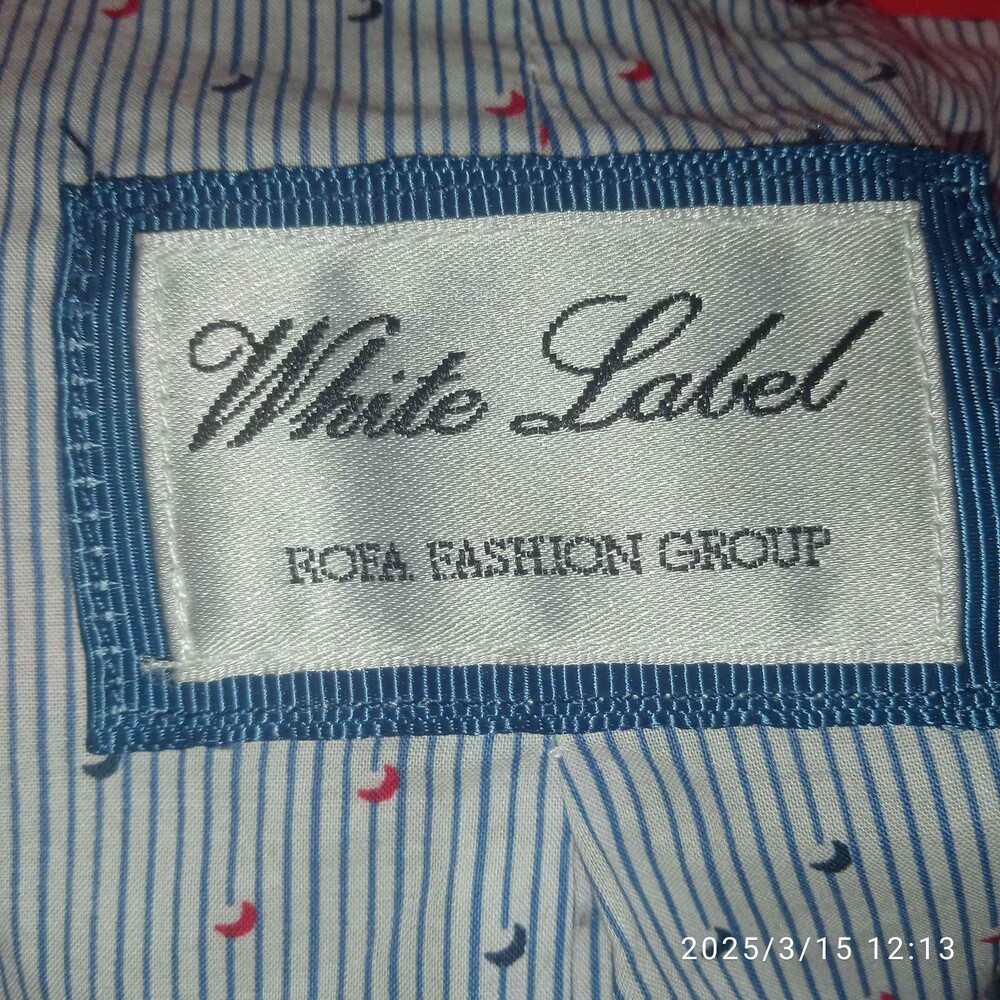 White Label
ROFA FASHION GROUP
2025/3/15 12:13